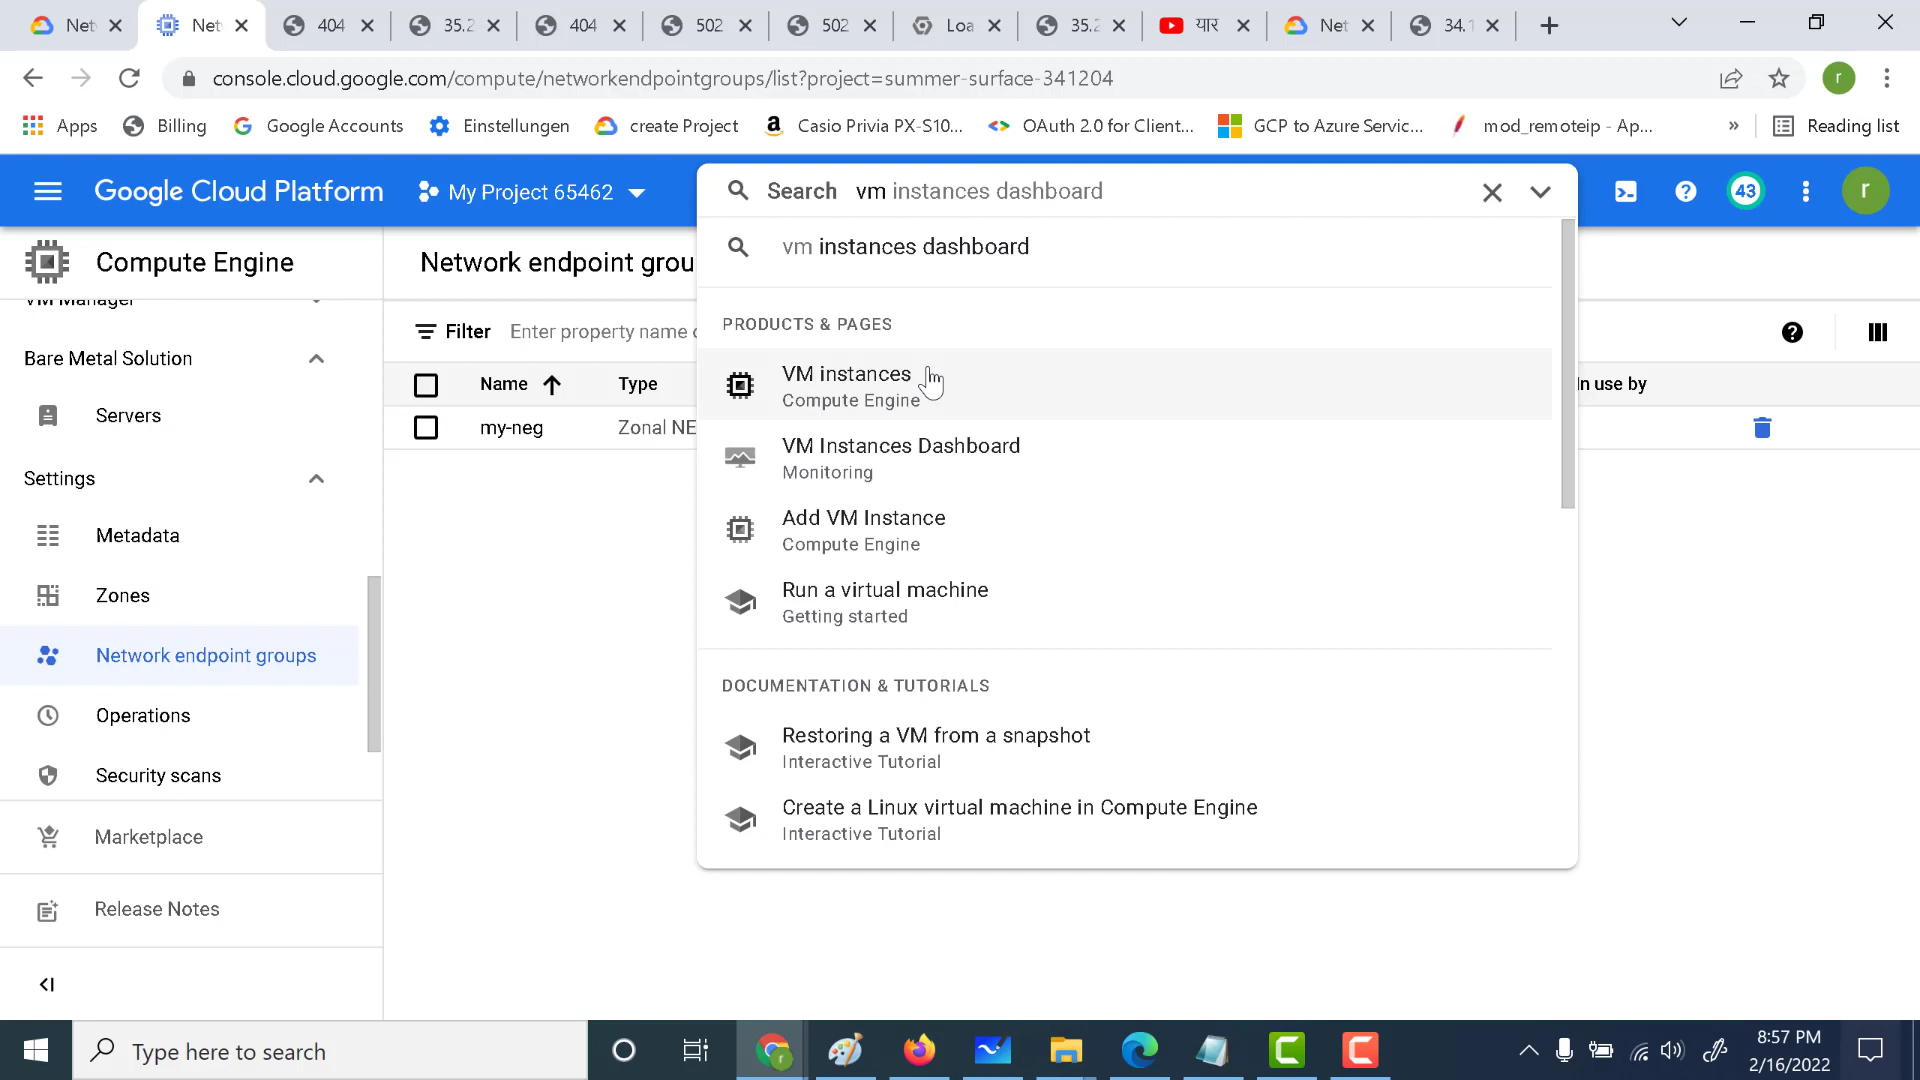 Net
Net
404
35.2
404
502
502
Loa
35.2
यार
Net
34.1
console.cloud.google.com/compute/networkendpointgroups/list?project=summer-surface-341204
r
Apps
Billing
Google Accounts
Einstellungen
create Project
Casio Privia PX-S10...
OAuth 2.0 for Client...
GCP to Azure Servic...
mod_remoteip - Ap...
»
Reading list
Google Cloud Platform
My Project 65462
Search vm instances dashboard
43
r
Compute Engine
Network endpoint grou
vm instances dashboard
VM Manager
Bare Metal Solution
Servers
Settings
Metadata
Zones
Network endpoint groups
Operations
Security scans
Marketplace
Release Notes
Filter Enter property name o
Name
Type
In use by
my-neg
Zonal NE
PRODUCTS & PAGES
VM instances
Compute Engine
VM Instances Dashboard
Monitoring
Add VM Instance
Compute Engine
Run a virtual machine
Getting started
DOCUMENTATION & TUTORIALS
Restoring a VM from a snapshot
Interactive Tutorial
Create a Linux virtual machine in Compute Engine
Interactive Tutorial
Type here to search
8:57 PM
2/16/2022